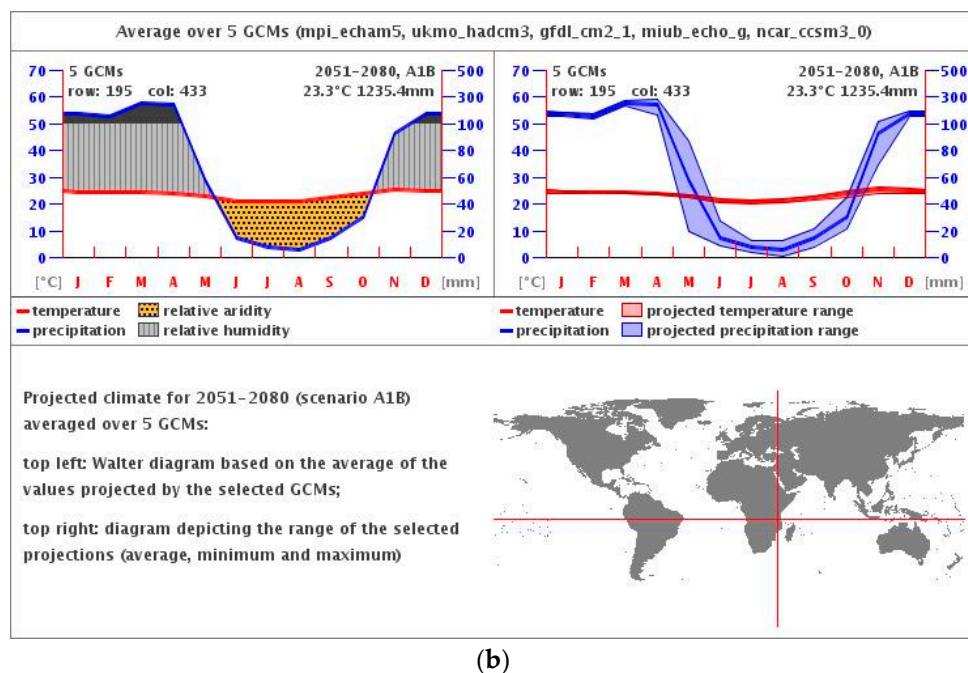 Average over 5 GCMs (mpi_echam5, ukmo_hadcm3, gfdl_cm2_1, miub_echo_g, ncar_ccsm3_0)
70 5 GCMs 2051-2080, A1B 500
60 row: 195 col: 433 23.3°C 1235.4mm 300
50 100
40 80
30 60
20 40
10 20
0 0
[°C] J F M A M J J A S O N D [mm]
temperature relative aridity
precipitation relative humidity
70 5 GCMs 2051-2080, A1B 500
60 row: 195 col: 433 23.3°C 1235.4mm 300
50 100
40 80
30 60
20 40
10 20
0 0
[°C] J F M A M J J A S O N D [mm]
temperature projected temperature range
precipitation projected precipitation range
Projected climate for 2051-2080 (scenario A1B)
averaged over 5 GCMs:
top left: Walter diagram based on the average of the
values projected by the selected GCMs;
top right: diagram depicting the range of the selected
projections (average, minimum and maximum)
(b)